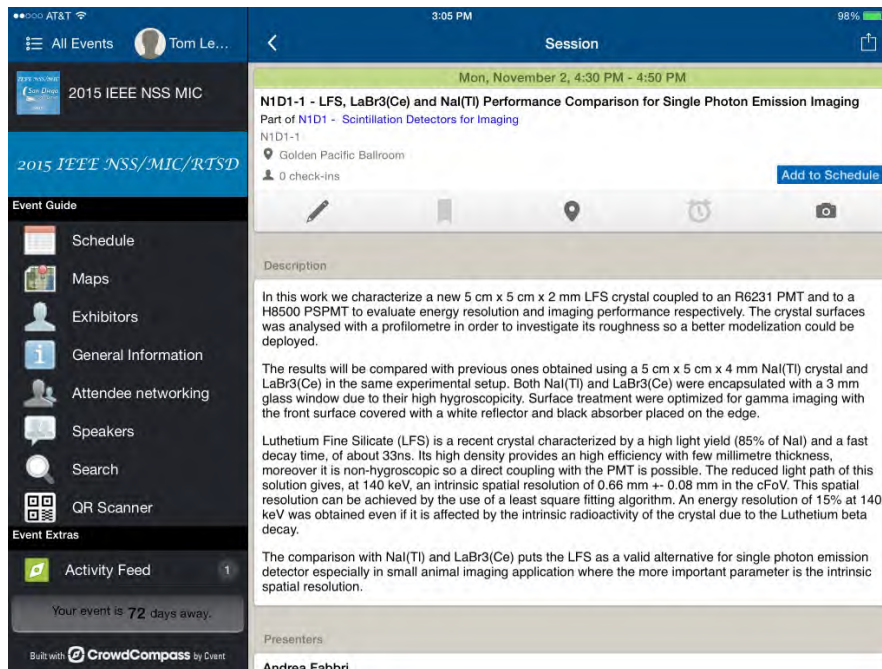 AT&T
3:05 PM
98%
All Events
Tom Le...
Session
2015 IEEE NSS MIC
2015 IEEE NSS/MIC/RTSD
Event Guide
Schedule
Maps
Exhibitors
General Information
Attendee networking
Speakers
Search
QR Scanner
Event Extras
Activity Feed
1
Your event is 72 days away.
Built with CrowdCompass by Cvent
Mon, November 2, 4:30 PM - 4:50 PM
N1D1-1 - LFS, LaBr3(Ce) and NaI(Tl) Performance Comparison for Single Photon Emission Imaging
Part of N1D1 - Scintillation Detectors for Imaging
N1D1-1
Golden Pacific Ballroom
0 check-ins
Add to Schedule
Description
In this work we characterize a new 5 cm x 5 cm x 2 mm LFS crystal coupled to an R6231 PMT and to a
H8500 PSPMT to evaluate energy resolution and imaging performance respectively. The crystal surfaces
was analysed with a profilometre in order to investigate its roughness so a better modelization could be
deployed.
The results will be compared with previous ones obtained using a 5 cm x 5 cm x 4 mm NaI(Tl) crystal and
LaBr3(Ce) in the same experimental setup. Both NaI(Tl) and LaBr3(Ce) were encapsulated with a 3 mm
glass window due to their high hygroscopicity. Surface treatment were optimized for gamma imaging with
the front surface covered with a white reflector and black absorber placed on the edge.
Luthetium Fine Silicate (LFS) is a recent crystal characterized by a high light yield (85% of NaI) and a fast
decay time, of about 33ns. Its high density provides an high efficiency with few millimetre thickness,
moreover it is non-hygroscopic so a direct coupling with the PMT is possible. The reduced light path of this
solution gives, at 140 keV, an intrinsic spatial resolution of 0.66 mm +- 0.08 mm in the cFoV. This spatial
resolution can be achieved by the use of a least square fitting algorithm. An energy resolution of 15% at 140
keV was obtained even if it is affected by the intrinsic radioactivity of the crystal due to the Luthetium beta
decay.
The comparison with NaI(Tl) and LaBr3(Ce) puts the LFS as a valid alternative for single photon emission
detector especially in small animal imaging application where the more important parameter is the intrinsic
spatial resolution.
Presenters
Andrea Fabbri